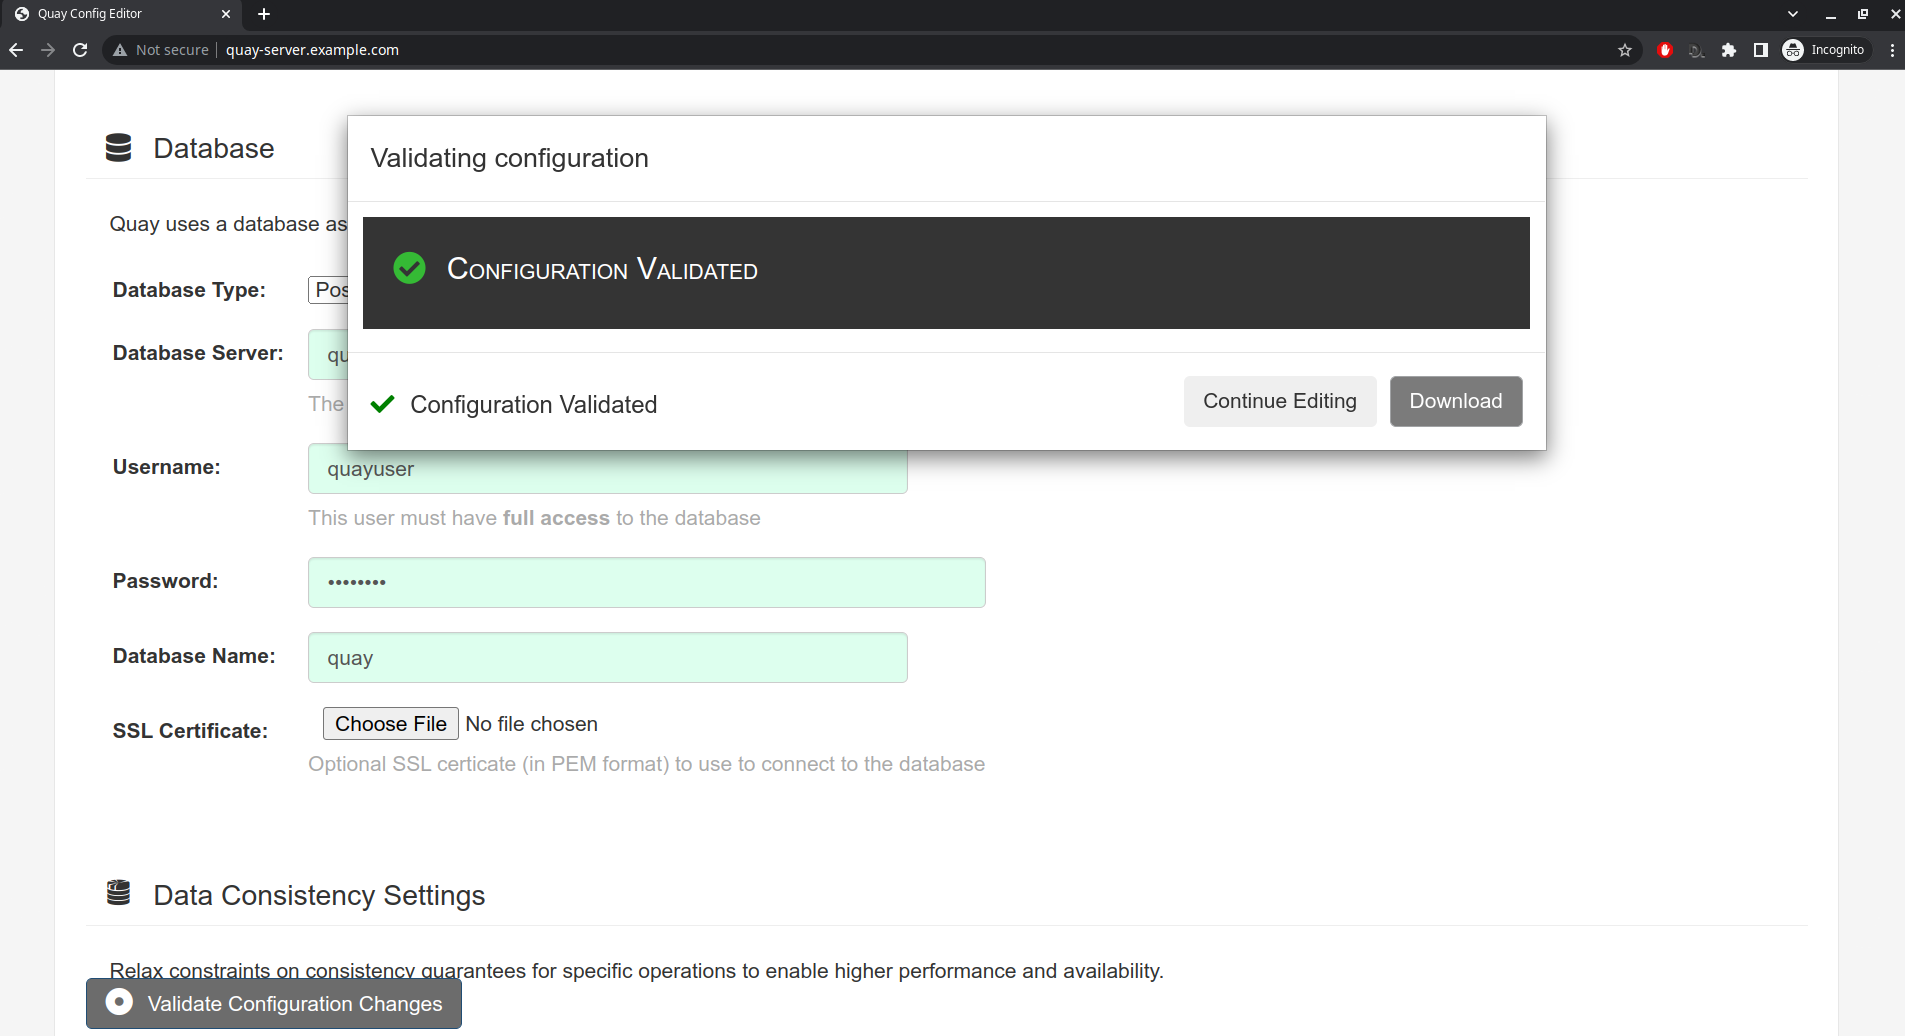 Quay Config Editor
Not secure
quay-server.example.com
Incognito
Database
Validating configuration
Quay uses a database as
Configuration Validated
Database Type:
Pos
Database Server:
qu
The
Configuration Validated
Continue Editing
Download
Username:
quayuser
This user must have full access to the database
Password:
••••••••
Database Name:
quay
SSL Certificate:
Choose File No file chosen
Optional SSL certicate (in PEM format) to use to connect to the database
Data Consistency Settings
Relax constraints on consistency guarantees for specific operations to enable higher performance and availability.
Validate Configuration Changes